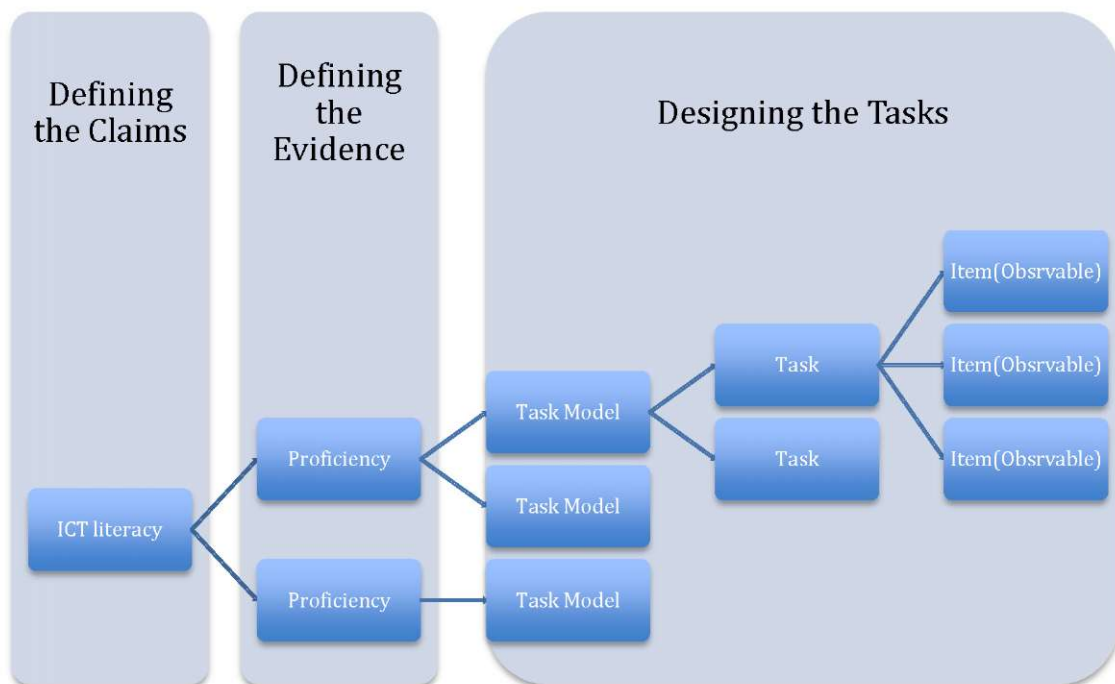 Defining
the Claims
Defining
the
Evidence
Designing the Tasks
ICT literacy
Proficiency
Proficiency
Task Model
Task Model
Task Model
Task
Task
Item(Obsrvable)
Item(Obsrvable)
Item(Obsrvable)